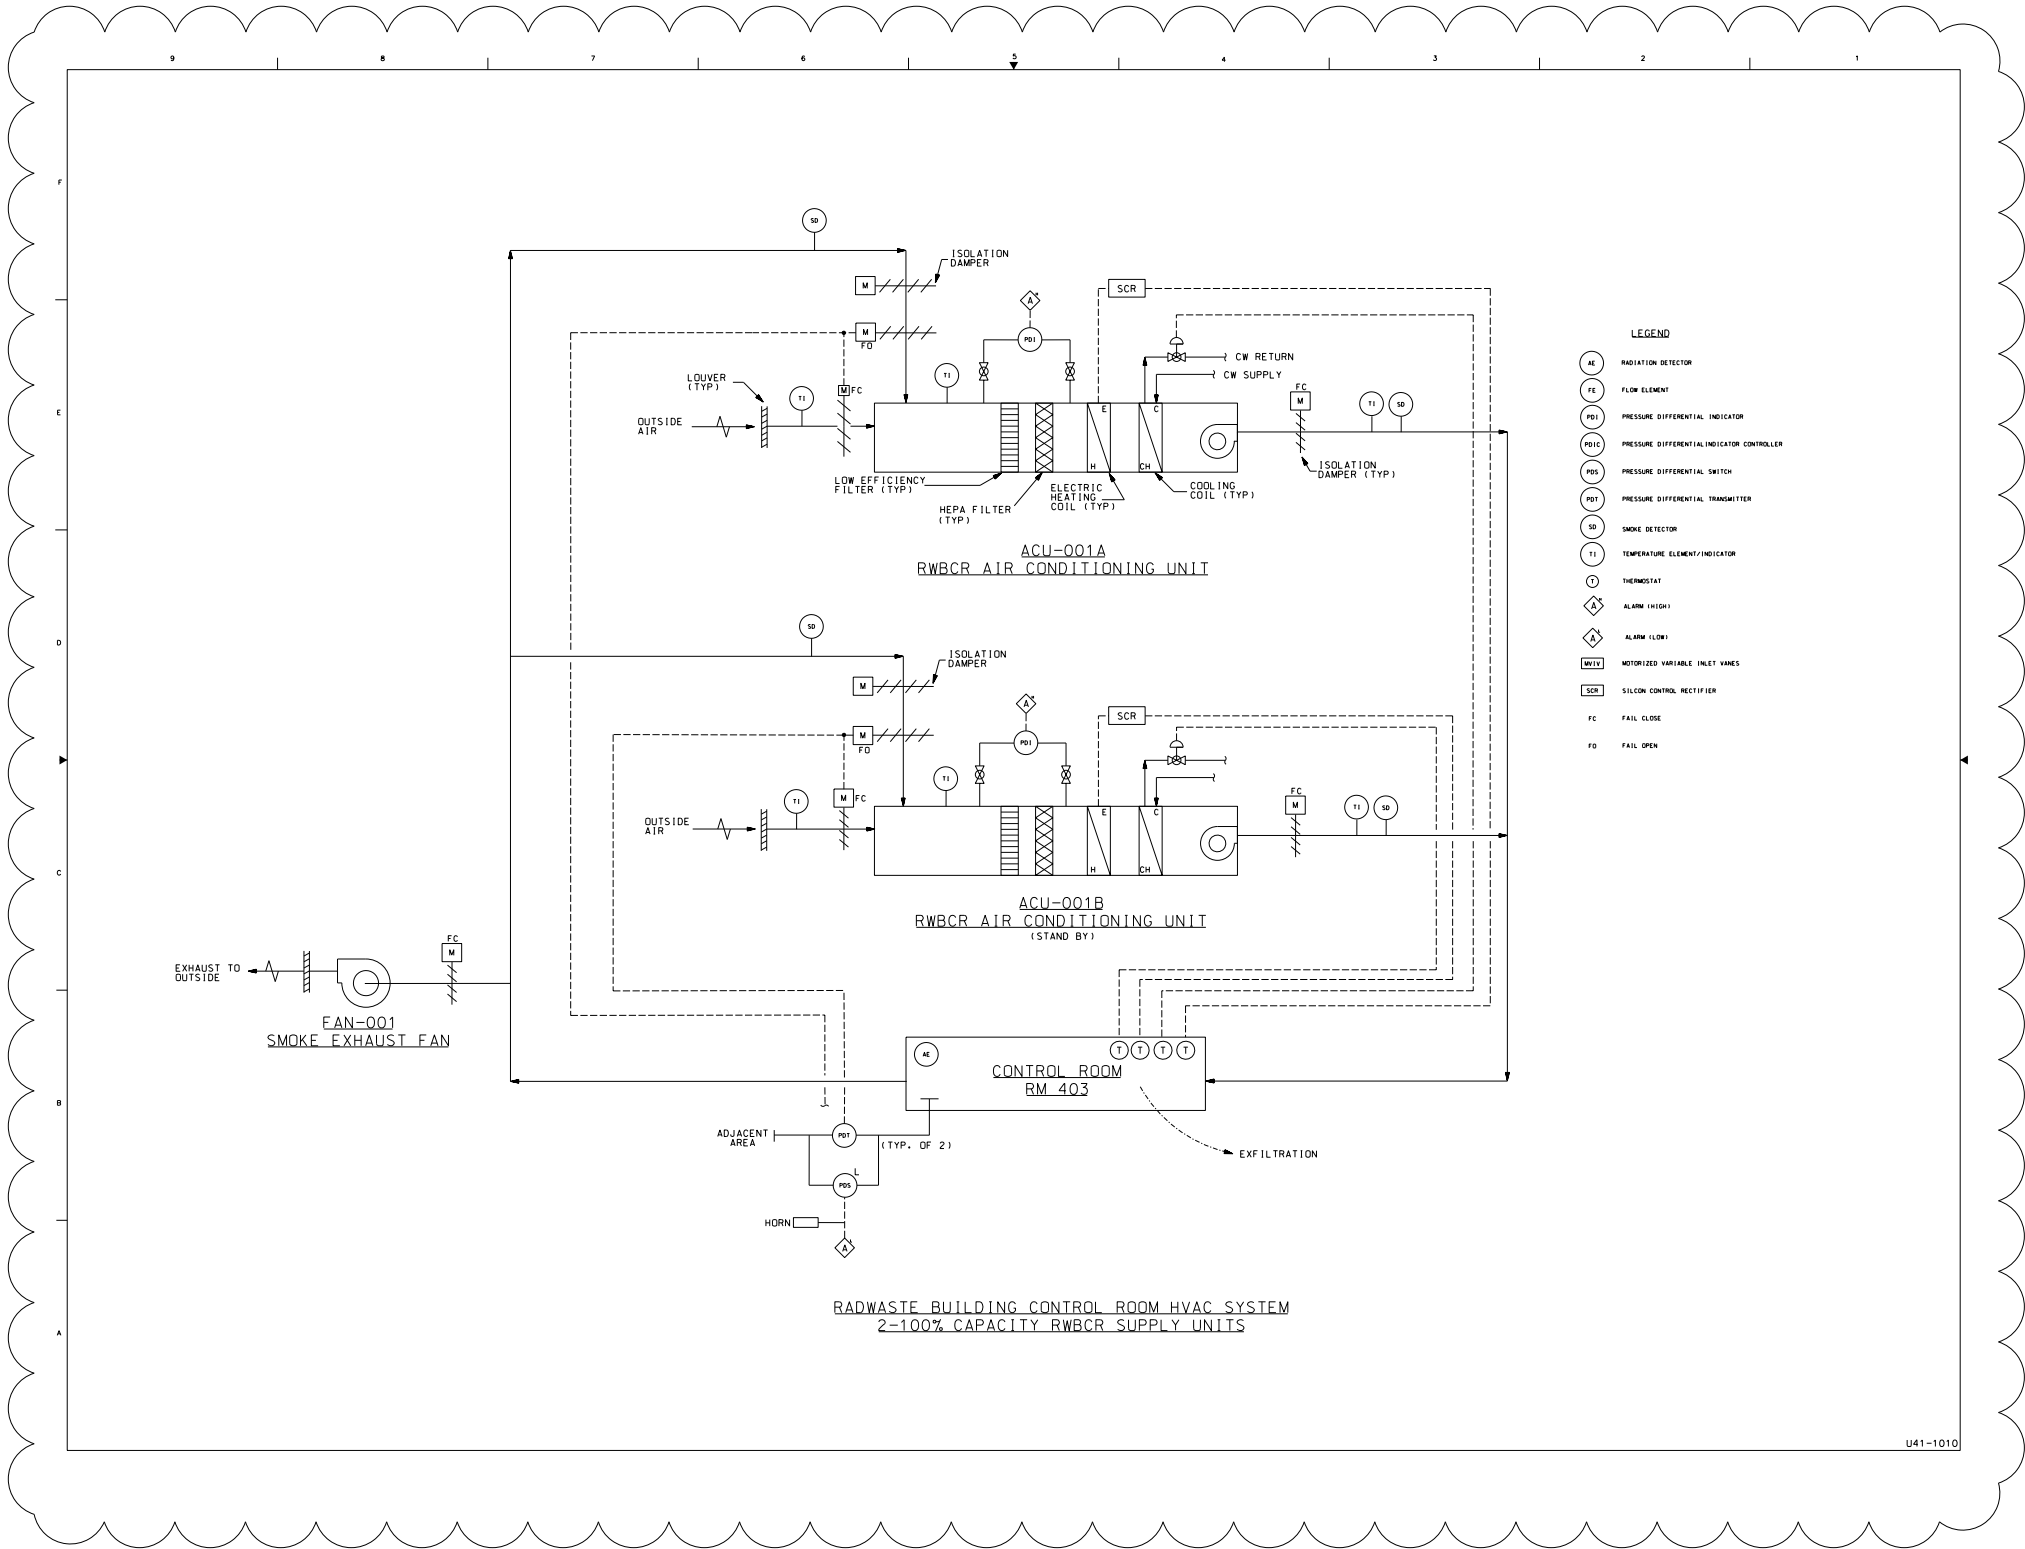 9 8 7 6 5 4 3 2 1
F
SD
ISOLATION
DAMPER
M
SCR
A H
M
FO
PDI
LEGEND
CW RETURN
CW SUPPLY
AE RADIATION DETECTOR
FE FLOW ELEMENT
PDI PRESSURE DIFFERENTIAL INDICATOR
PDIC PRESSURE DIFFERENTIALINDICATOR CONTROLLER
PDS PRESSURE DIFFERENTIAL SWITCH
PDT PRESSURE DIFFERENTIAL TRANSMITTER
SD SMOKE DETECTOR
TI TEMPERATURE ELEMENT/INDICATOR
T THERMOSTAT
A H ALARM (HIGH)
A L ALARM (LOW)
MVIV MOTORIZED VARIABLE INLET VANES
SCR SILCON CONTROL RECTIFIER
FC FAIL CLOSE
FO FAIL OPEN
LOUVER
(TYP)
TI
M FC
TI
E
OUTSIDE
AIR
E
H
C
CH
FC
M
TI
SD
ISOLATION
DAMPER (TYP)
LOW EFFICIENCY
FILTER (TYP)
HEPA FILTER
(TYP)
ELECTRIC
HEATING
COIL (TYP)
COOLING
COIL (TYP)
ACU-001A
RWBCR AIR CONDITIONING UNIT
D
SD
ISOLATION
DAMPER
M
A H
SCR
M
FO
PDI
TI
TI
M FC
OUTSIDE
AIR
E
H
C
CH
FC
M
TI
SD
C
ACU-001B
RWBCR AIR CONDITIONING UNIT
(STAND BY)
FC
M
EXHAUST TO
OUTSIDE
FAN-001
SMOKE EXHAUST FAN
AE
T T T T
CONTROL ROOM
RM 403
B
ADJACENT
AREA
PDT
(TYP. OF 2)
EXFILTRATION
L
PDS
HORN
A L
RADWASTE BUILDING CONTROL ROOM HVAC SYSTEM
2-100% CAPACITY RWBCR SUPPLY UNITS
A
U41-1010